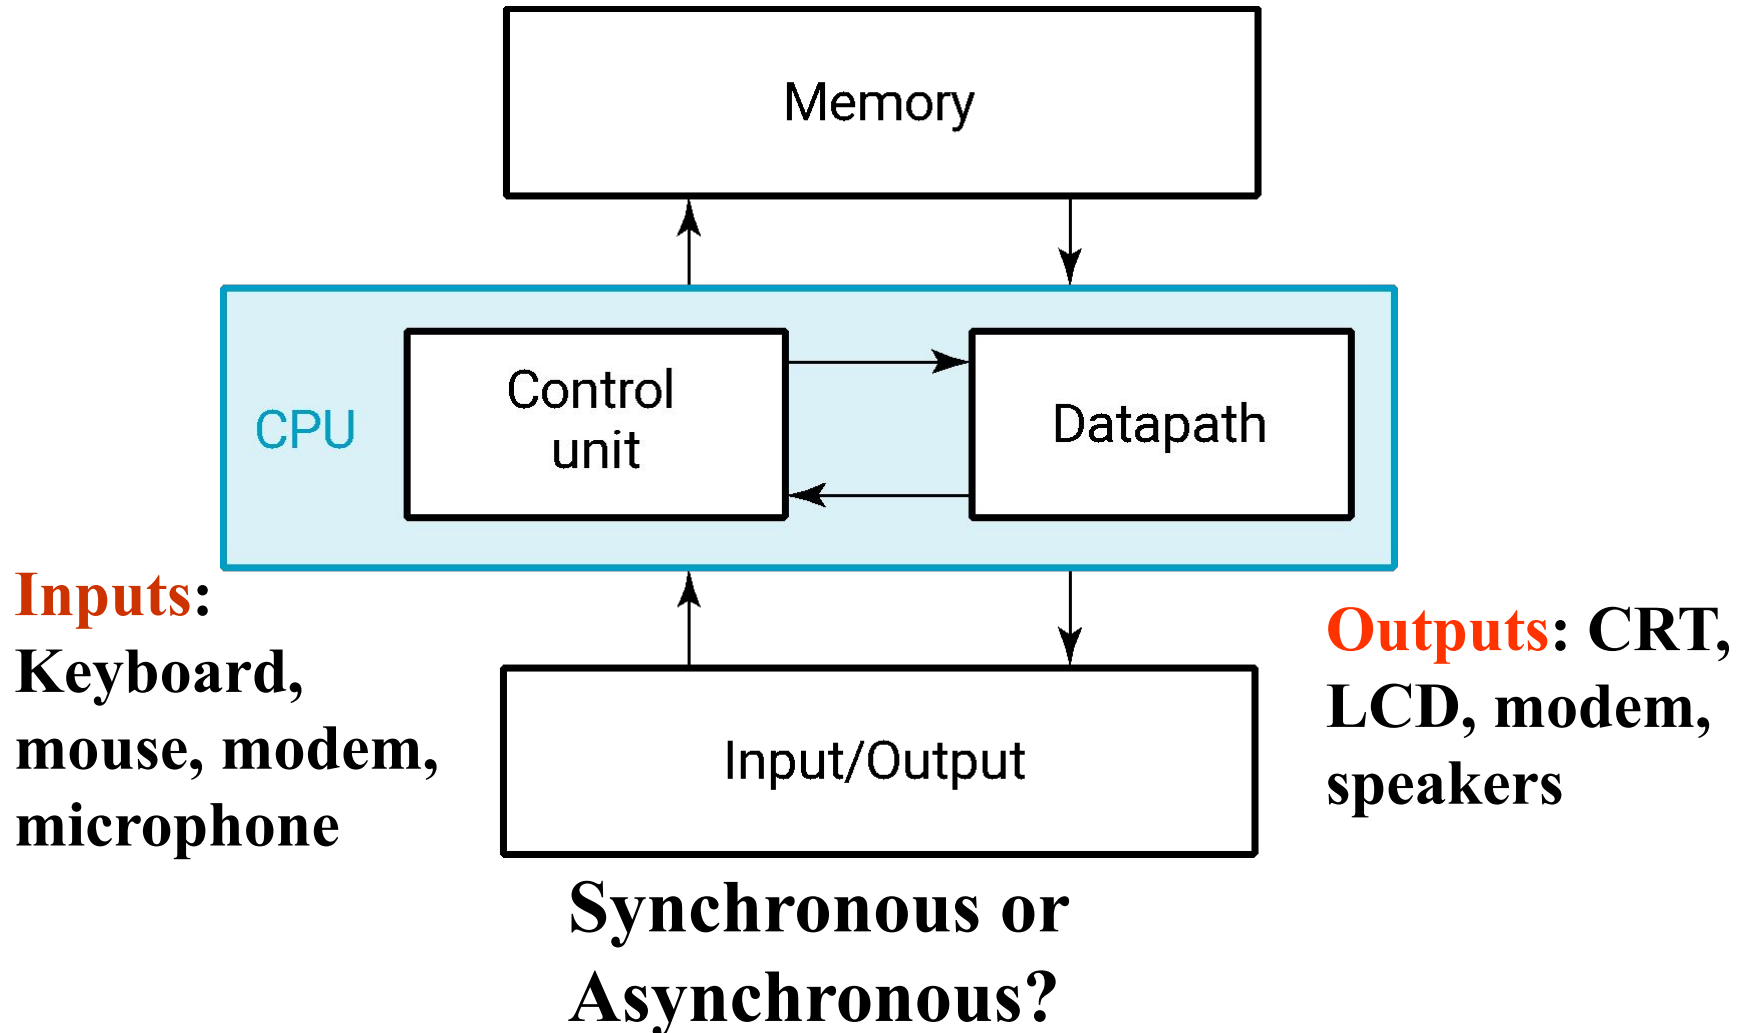 Memory
CPU
Control
unit
Datapath
Inputs:
Keyboard,
mouse, modem,
microphone
Input/Output
Outputs: CRT,
LCD, modem,
speakers
Synchronous or
Asynchronous?